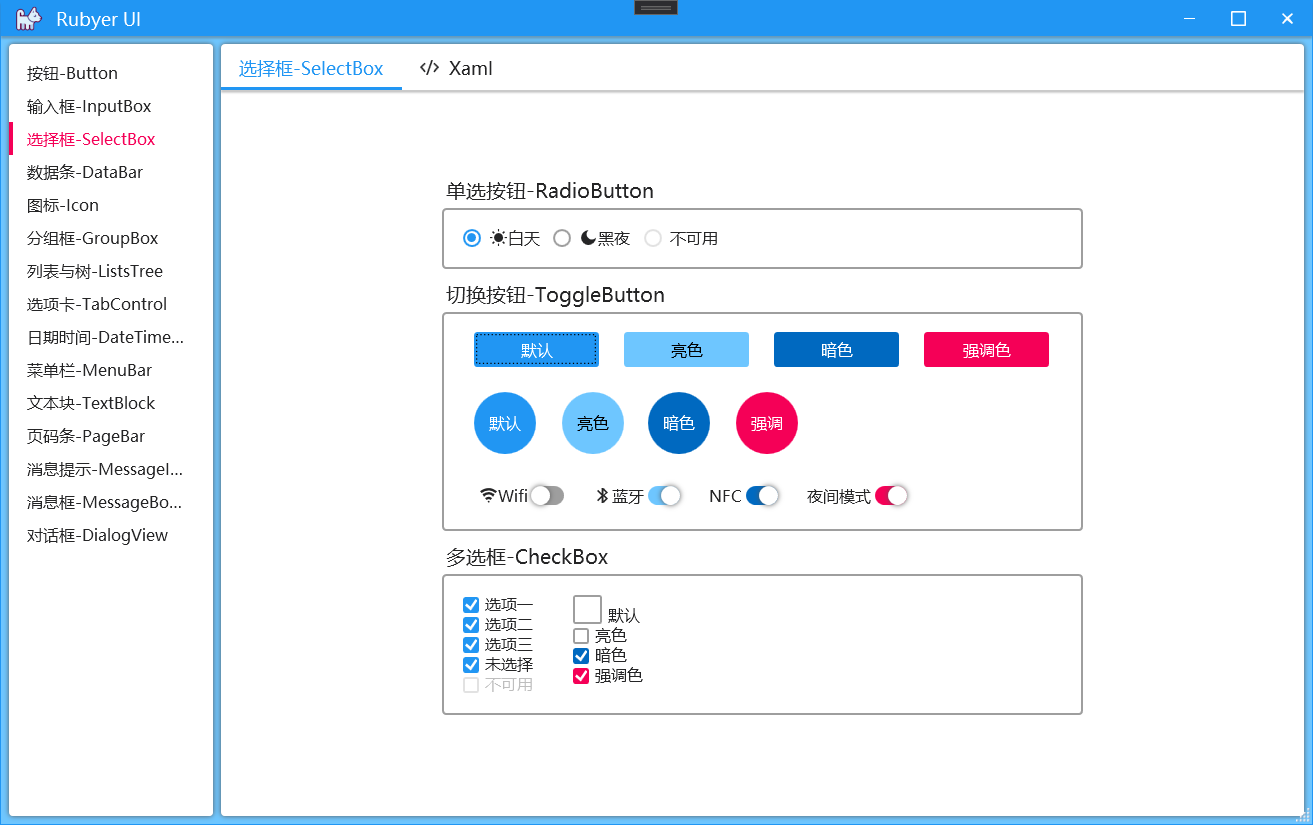 Rubyer UI
按钮-Button
输入框-InputBox
选择框-SelectBox
数据条-DataBar
图标-Icon
分组框-GroupBox
列表与树-ListsTree
选项卡-TabControl
日期时间-DateTime...
菜单栏-MenuBar
文本块-TextBlock
页码条-PageBar
消息提示-MessageI...
消息框-MessageBo...
对话框-DialogView
选择框-SelectBox </> Xaml
单选按钮-RadioButton
白天 黑夜 不可用
切换按钮-ToggleButton
默认 亮色 暗色 强调色
默认 亮色 暗色 强调
Wifi 蓝牙 NFC 夜间模式
多选框-CheckBox
选项一
选项二
选项三
未选择
不可用
默认
亮色
暗色
强调色